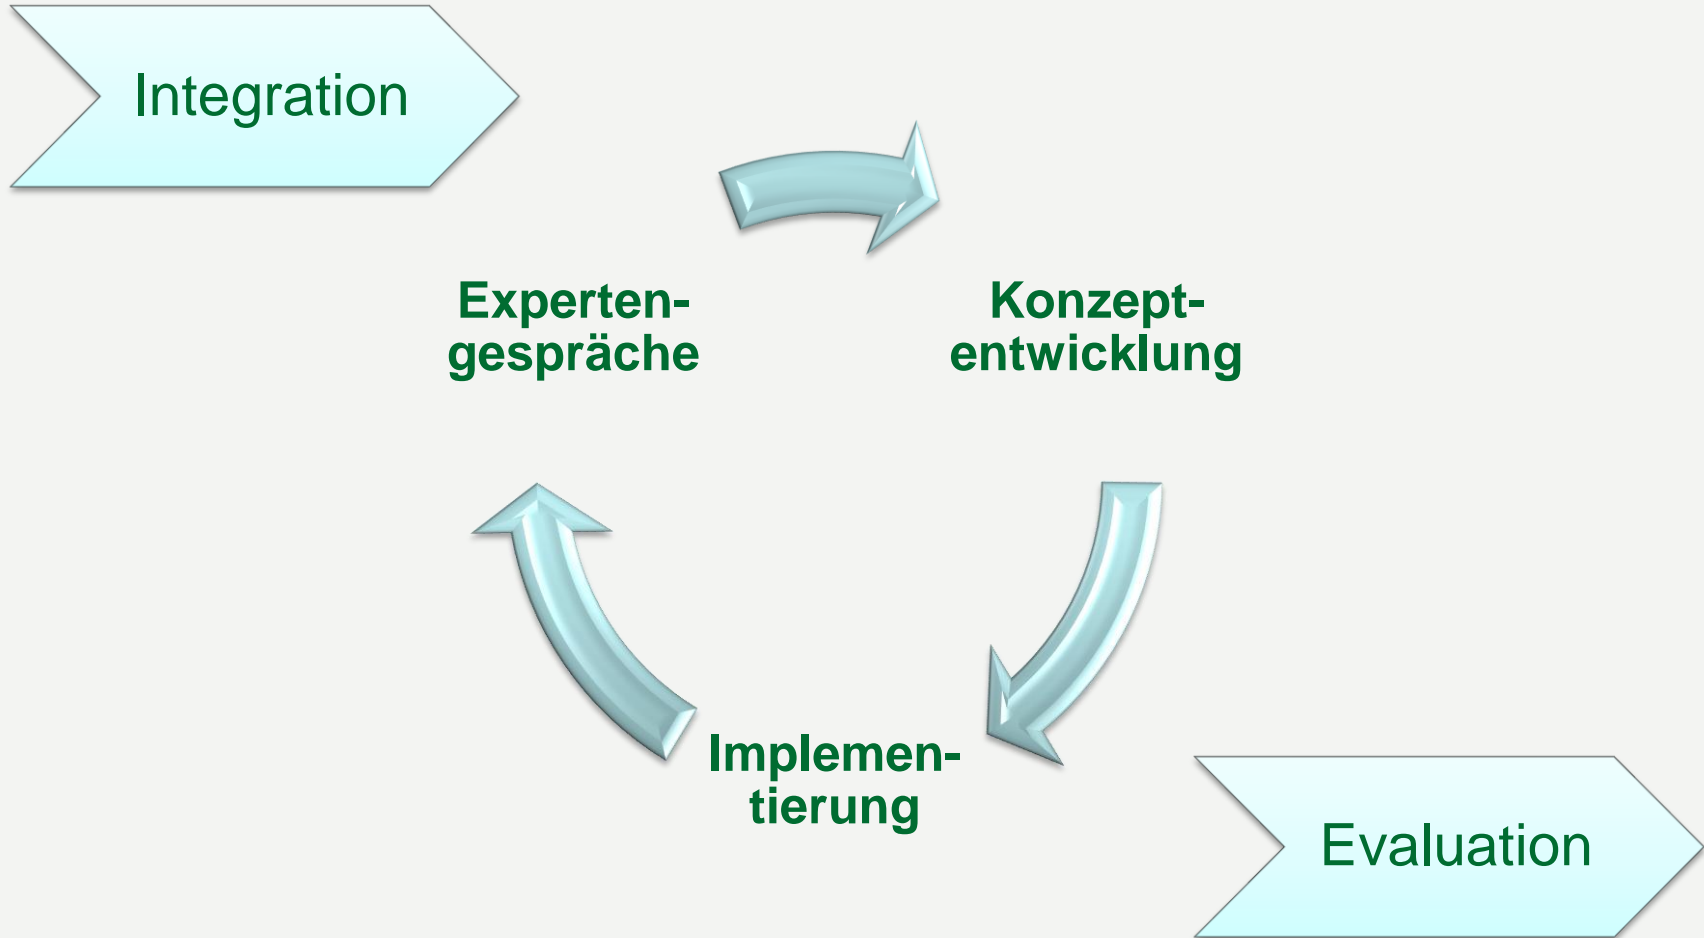 Integration
Experten-
gespräche
Konzept-
entwicklung
Implemen-
tierung
Evaluation